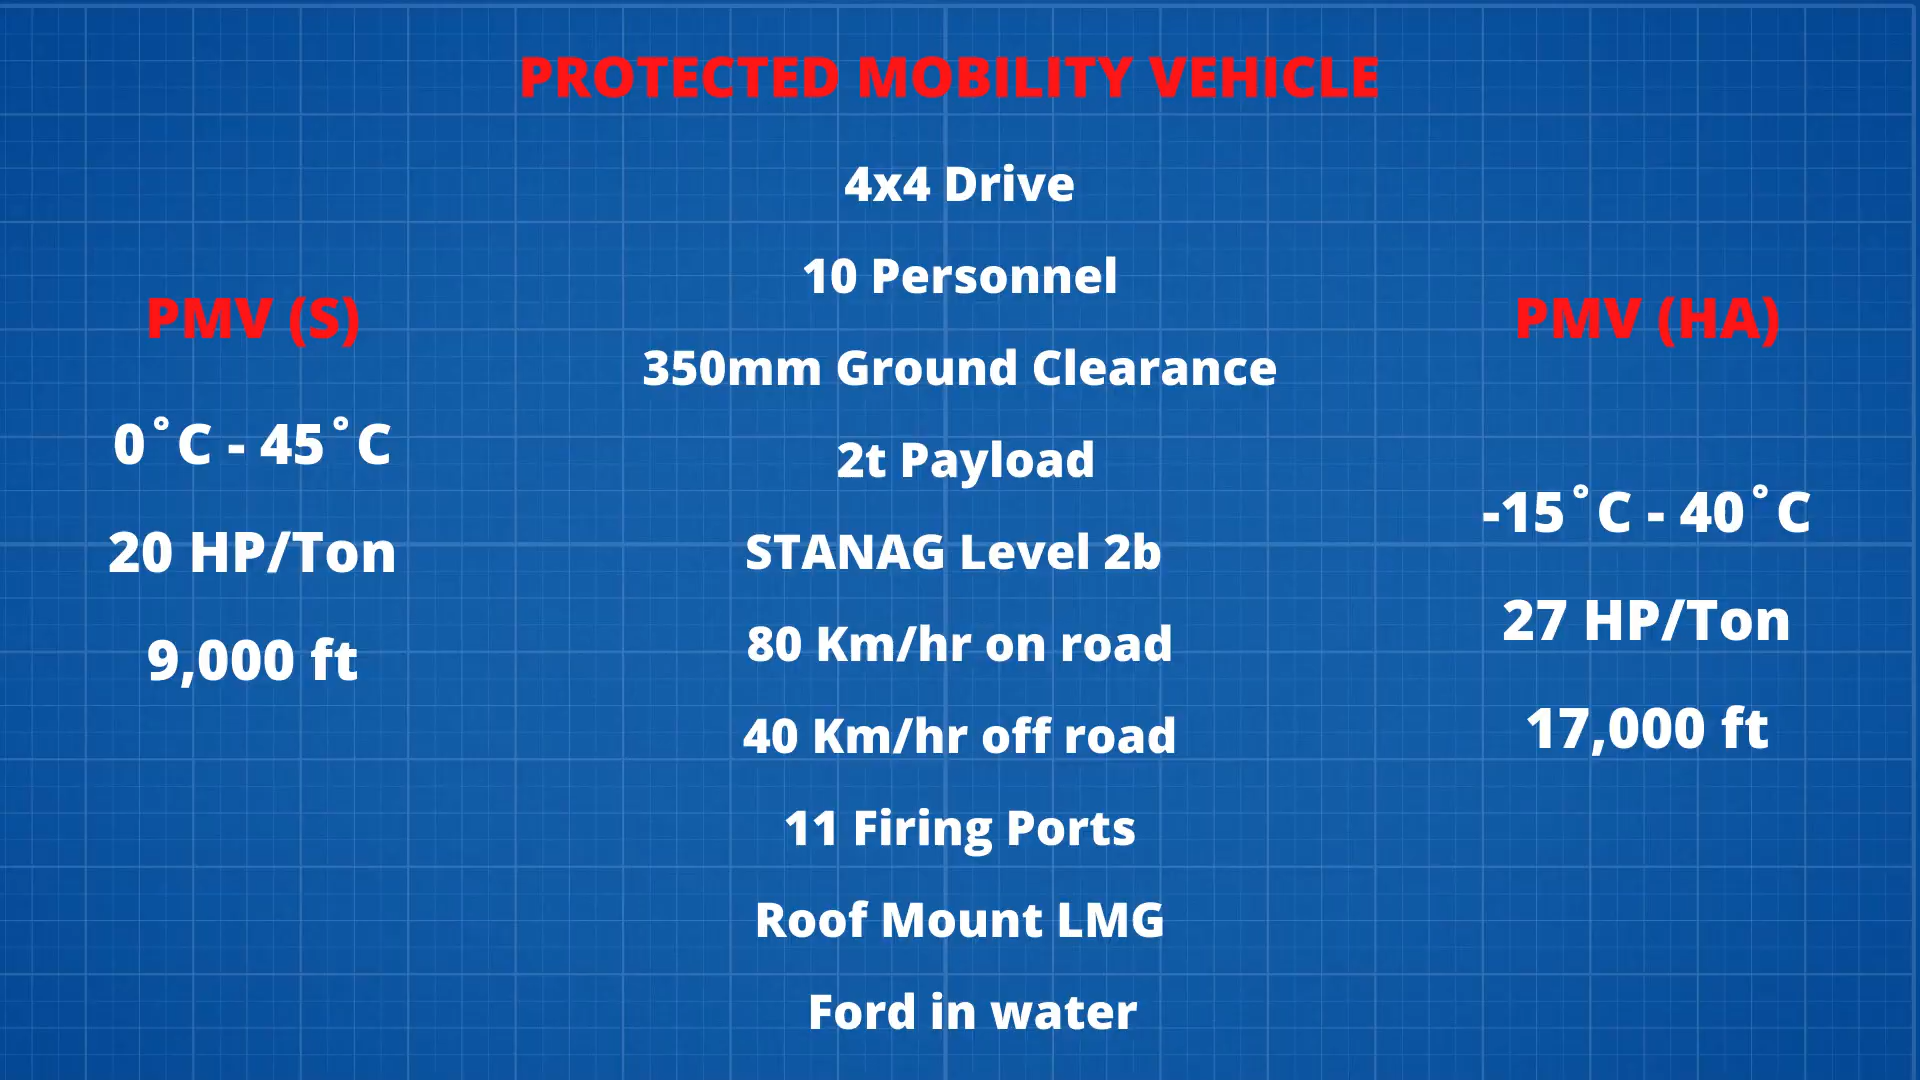 PROTECTED MOBILITY VEHICLE
4x4 Drive
10 Personnel
350mm Ground Clearance
2t Payload
STANAG Level 2b
80 Km/hr on road
40 Km/hr off road
11 Firing Ports
Roof Mount LMG
Ford in water
PMV (S)
0˚C - 45˚C
20 HP/Ton
9,000 ft
PMV (HA)
-15˚C - 40˚C
27 HP/Ton
17,000 ft